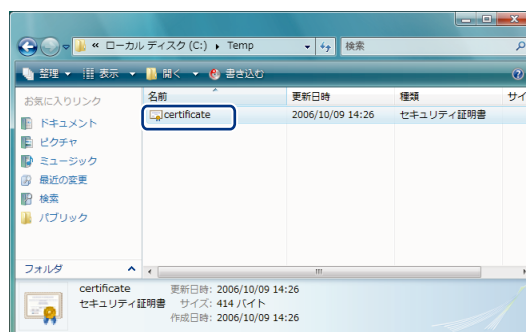 « ローカル ディスク (C:) Temp 検索
整理 表示 開く 書き込む
お気に入りリンク
ドキュメント
ピクチャ
ミュージック
最近の変更
検索
パブリック
フォルダ
名前 更新日時 種類 サイ
certificate 2006/10/09 14:26 セキュリティ証明書
certificate 更新日時: 2006/10/09 14:26
セキュリティ証明書 サイズ: 414 バイト
作成日時: 2006/10/09 14:26